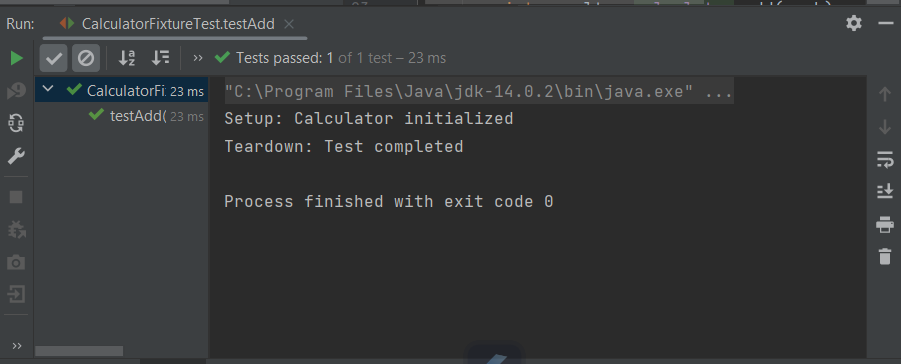 Run: CalculatorFixtureTest.testAdd
Tests passed: 1 of 1 test – 23 ms
CalculatorFi: 23 ms
testAdd( 23 ms
"C:\Program Files\Java\jdk-14.0.2\bin\java.exe" ...
Setup: Calculator initialized
Teardown: Test completed
Process finished with exit code 0